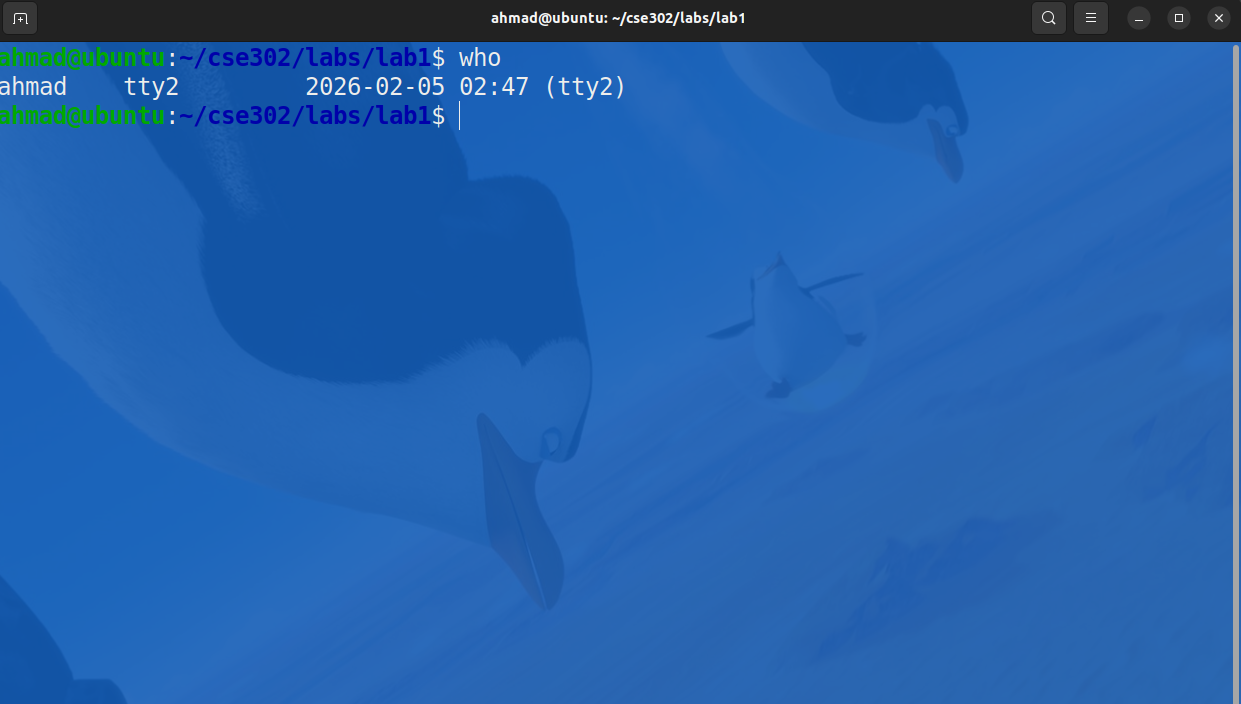 ahmad@ubuntu: ~/cse302/labs/lab1
ahmad@ubuntu:~/cse302/labs/lab1$ who
ahmad    tty2         2026-02-05 02:47 (tty2)
ahmad@ubuntu:~/cse302/labs/lab1$